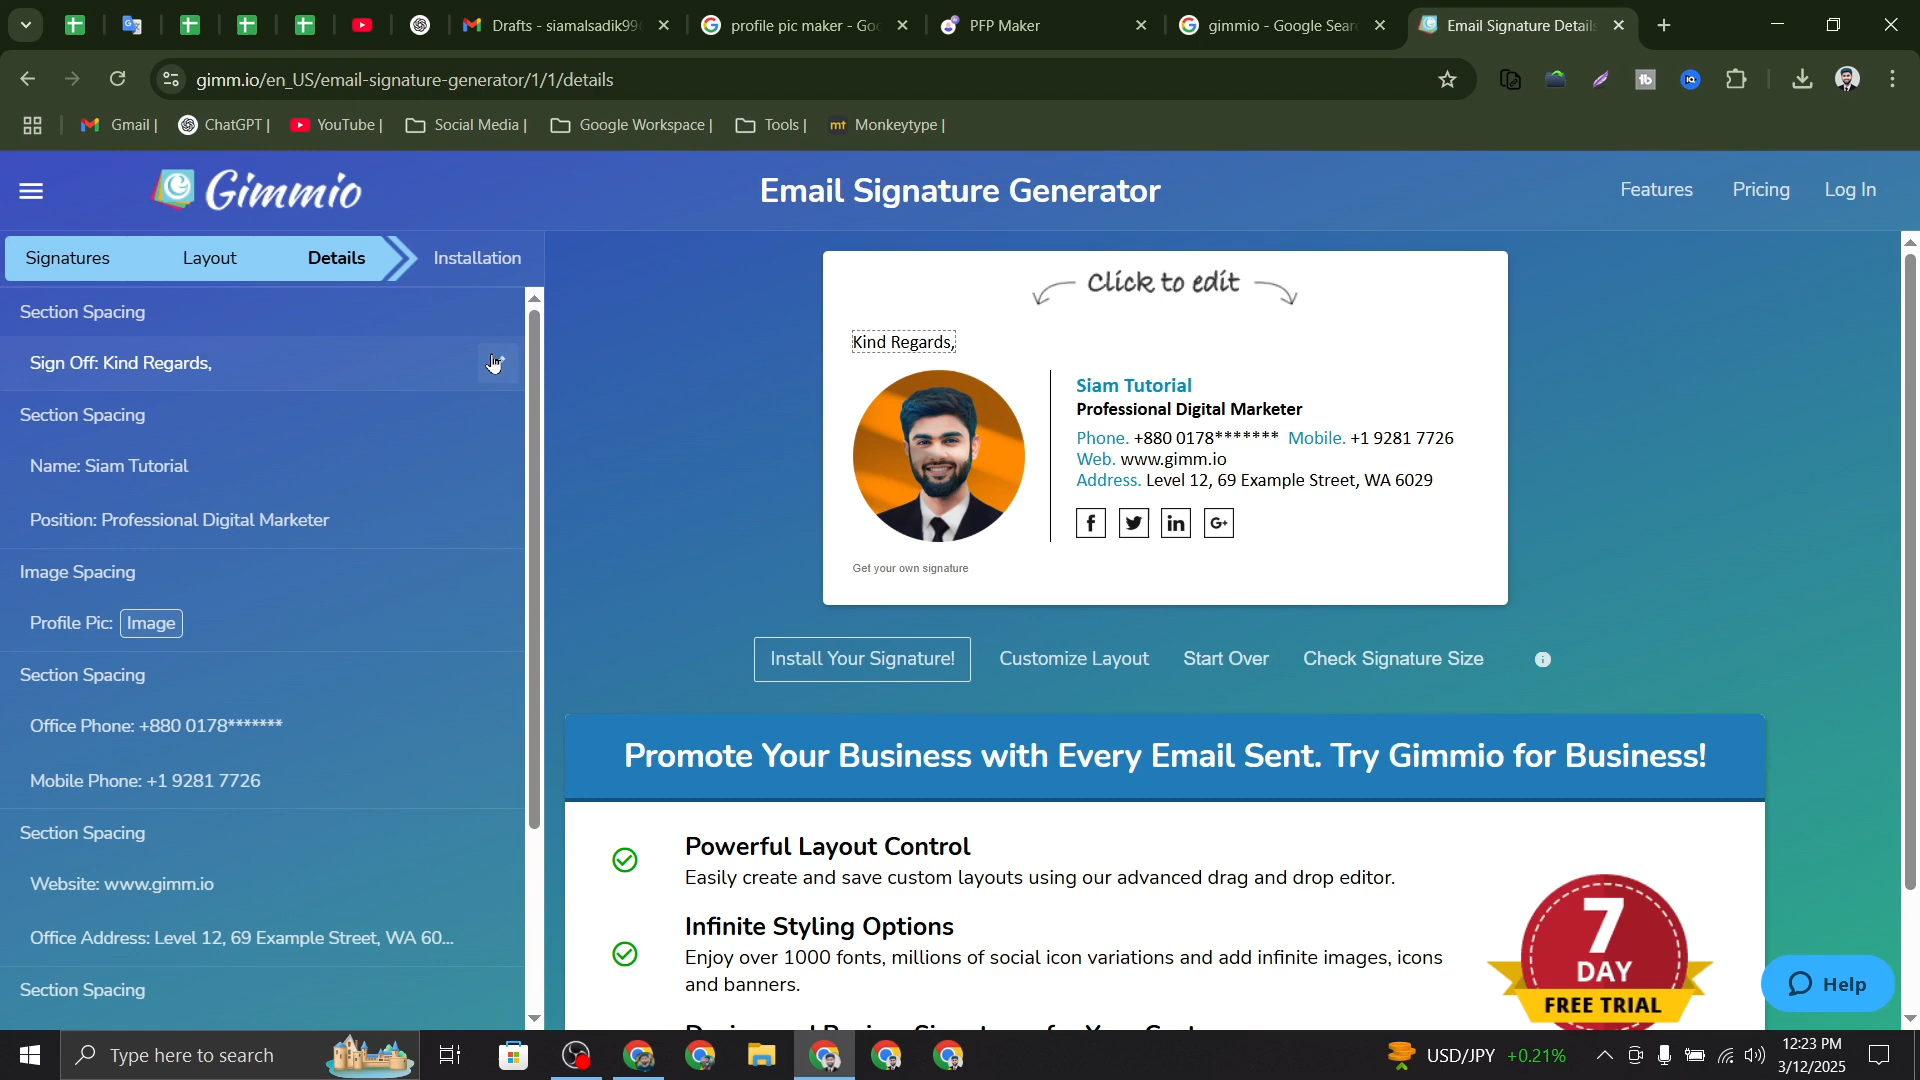 Drafts - siamalsadik99
profile pic maker - Goo
PFP Maker
gimmio - Google Sear
Email Signature Details
gimm.io/en_US/email-signature-generator/1/1/details
Gmail |
ChatGPT |
YouTube |
Social Media |
Google Workspace |
Tools |
mt Monkeytype |
Gimmio
Email Signature Generator
Features
Pricing
Log In
Signatures
Layout
Details
Installation
Section Spacing
Sign Off: Kind Regards,
Section Spacing
Name: Siam Tutorial
Position: Professional Digital Marketer
Image Spacing
Profile Pic: Image
Section Spacing
Office Phone: +880 0178*******
Mobile Phone: +1 9281 7726
Section Spacing
Website: www.gimm.io
Office Address: Level 12, 69 Example Street, WA 60...
Section Spacing
Click to edit
Kind Regards,
Siam Tutorial
Professional Digital Marketer
Phone. +880 0178******* Mobile. +1 9281 7726
Web. www.gimm.io
Address. Level 12, 69 Example Street, WA 6029
Get your own signature
Install Your Signature!
Customize Layout
Start Over
Check Signature Size
Promote Your Business with Every Email Sent. Try Gimmio for Business!
Powerful Layout Control
Easily create and save custom layouts using our advanced drag and drop editor.
Infinite Styling Options
Enjoy over 1000 fonts, millions of social icon variations and add infinite images, icons
and banners.
7
DAY
FREE TRIAL
Help
Type here to search
USD/JPY +0.21%
12:23 PM
3/12/2025